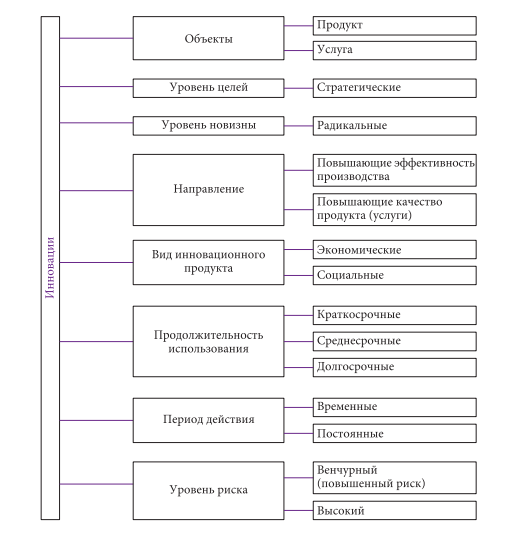 Инновации
Объекты
Продукт
Услуга
Уровень целей
Стратегические
Уровень новизны
Радикальные
Направление
Повышающие эффективность
производства
Повышающие качество
продукта (услуги)
Вид инновационного
продукта
Экономические
Социальные
Продолжительность
использования
Краткосрочные
Среднесрочные
Долгосрочные
Период действия
Временные
Постоянные
Уровень риска
Венчурный
(повышенный риск)
Высокий